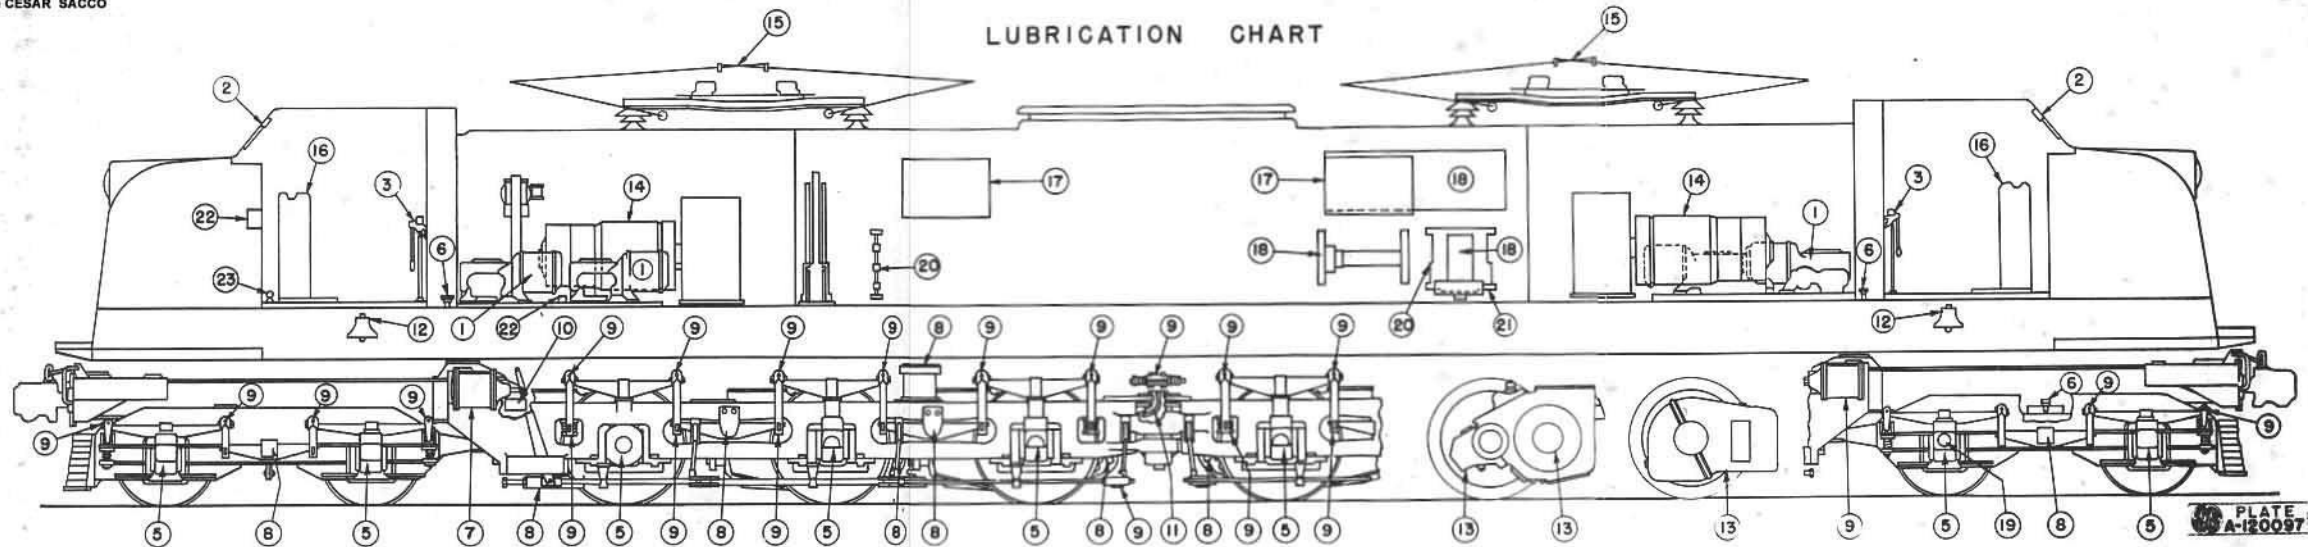 CESAR SACCO
LUBRICATION CHART
15 15
2 2
16 3 14 17 17 18 14 1 3 16
22 6 1 20 18 18 6
23 12 1 22 10 9 9 9 9 8 9 9 9 9 9 20 21 12
9 9 9 9 6 9 9
5 8 5 7 8 9 5 9 8 9 5 8 8 5 8 9 11 8 9 5 9 13 13 13 9 5 19 8 5
PLATE
A-120097